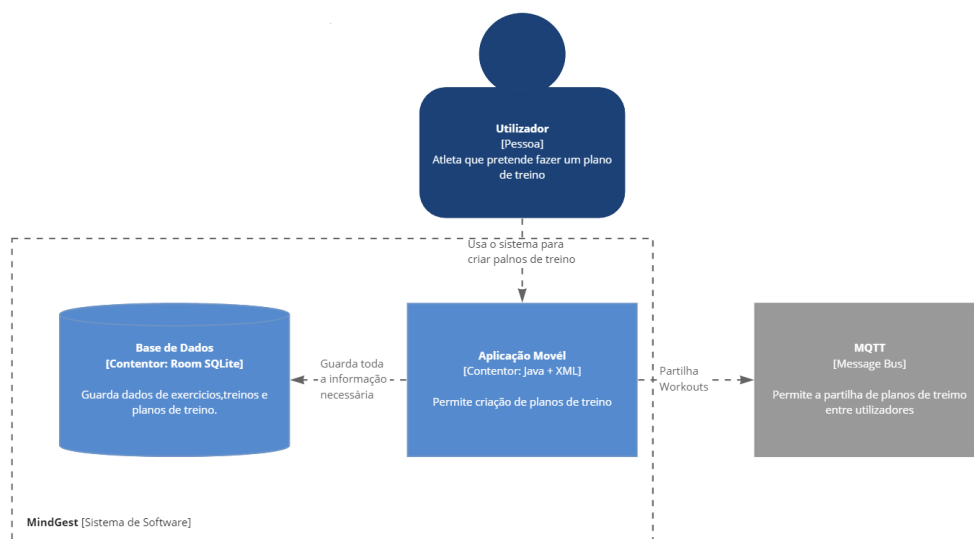 Utilizador
[Pessoa]
Atleta que pretende fazer um plano
de treino
Usa o sistema para
criar palnos de treino
Base de Dados
[Contentor: Room SQLite]
Guarda dados de exercicios,treinos e
planos de treino.
Guarda toda
a informação
necessária
Aplicação Movél
[Contentor: Java + XML]
Permite criação de planos de treino
Partilha
Workouts
MQTT
[Message Bus]
Permite a partilha de planos de treimo
entre utilizadores
MindGest [Sistema de Software]